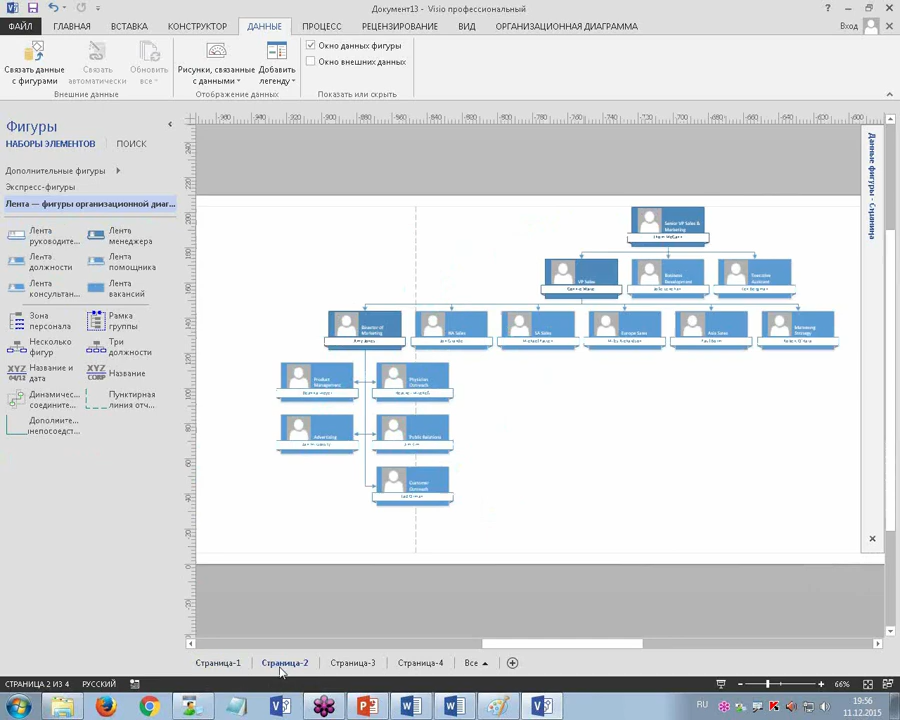 Документ13 - Visio профессиональный
ФАЙЛ ГЛАВНАЯ ВСТАВКА КОНСТРУКТОР ДАННЫЕ ПРОЦЕСС РЕЦЕНЗИРОВАНИЕ ВИД ОРГАНИЗАЦИОННАЯ ДИАГРАММА Вход
Связать данные с фигурами
Связать автоматически
Обновить все
Внешние данные
Рисунки, связанные с данными
Добавить легенду
Отображение данных
Окно данных фигуры
Окно внешних данных
Показать или скрыть
Фигуры
НАБОРЫ ЭЛЕМЕНТОВ ПОИСК
Дополнительные фигуры
Экспресс-фигуры
Лента — фигуры организационной диаг...
Лента руководите...
Лента менеджера
Лента должности
Лента помощника
Лента консультан...
Лента вакансий
Зона персонала
Рамка группы
Несколько фигур
Три должности
Название и дата
Название
Динамичес... соедините...
Пунктирная линия отч...
Дополните... непосредст...
Senior VP Sales & Marketing
VP Sales
Business Development
Executive Assistant
Director of Marketing
NA Sales
SA Sales
Europe Sales
Asia Sales
Marketing Strategy
Product Management
Physician Outreach
Advertising
Public Relations
Customer Outreach
Данные фигуры - Страница
Страница-1 Страница-2 Страница-3 Страница-4 Все
СТРАНИЦА 2 ИЗ 4 РУССКИЙ 66%
RU 19:56
11.12.2015